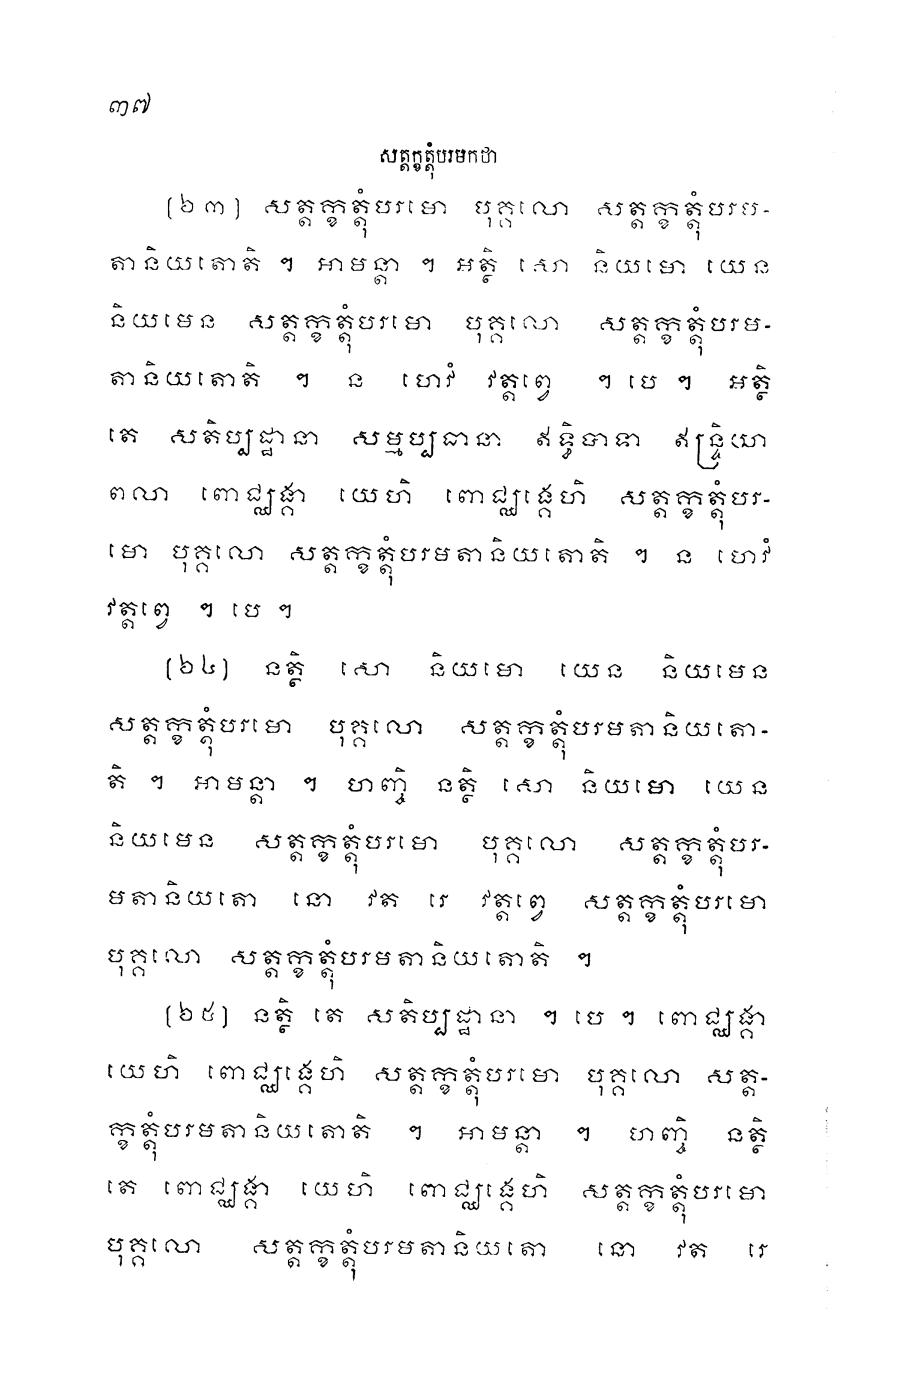 ៣៧
សត្តក្ខត្តុំបរមកថា
[៦៣] សត្តក្ខត្តុំបរមោ បុគ្គលោ សត្តក្ខត្តុំបរម-
តានិយតោតិ ។ អាមន្តា ។ អត្ថិ សោ និយមោ យេន
និយមេន សត្តក្ខត្តុំបរមោ បុគ្គលោ សត្តក្ខត្តុំបរម-
តានិយតោតិ ។ ន ហេវំ វត្តព្វេ ។ បេ ។ អត្ថិ
តេ សតិប្បដ្ឋានា សម្មប្បធានា ឥទ្ធិបាទា ឥន្ទ្រិយា
ពលា ពោជ្ឈង្គា យេហិ ពោជ្ឈង្គេហិ សត្តក្ខត្តុំបរ-
មោ បុគ្គលោ សត្តក្ខត្តុំបរមតានិយតោតិ ។ ន ហេវំ
វត្តព្វេ ។ បេ ។
[៦៤] នត្ថិ សោ និយមោ យេន និយមេន
សត្តក្ខត្តុំបរមោ បុគ្គលោ សត្តក្ខត្តុំបរមតានិយតោ-
តិ ។ អាមន្តា ។ ហញ្ចិ នត្ថិ សោ និយមោ យេន
និយមេន សត្តក្ខត្តុំបរមោ បុគ្គលោ សត្តក្ខត្តុំបរ-
មតានិយតោ នោ វត រេ វត្តព្វេ សត្តក្ខត្តុំបរមោ
បុគ្គលោ សត្តក្ខត្តុំបរមតានិយតោតិ ។
[៦៥] នត្ថិ តេ សតិប្បដ្ឋានា ។ បេ ។ ពោជ្ឈង្គា
យេហិ ពោជ្ឈង្គេហិ សត្តក្ខត្តុំបរមោ បុគ្គលោ សត្ត-
ក្ខត្តុំបរមតានិយតោតិ ។ អាមន្តា ។ ហញ្ចិ នត្ថិ
តេ ពោជ្ឈង្គា យេហិ ពោជ្ឈង្គេហិ សត្តក្ខត្តុំបរមោ
បុគ្គលោ សត្តក្ខត្តុំបរមតានិយតោ នោ វត រេ